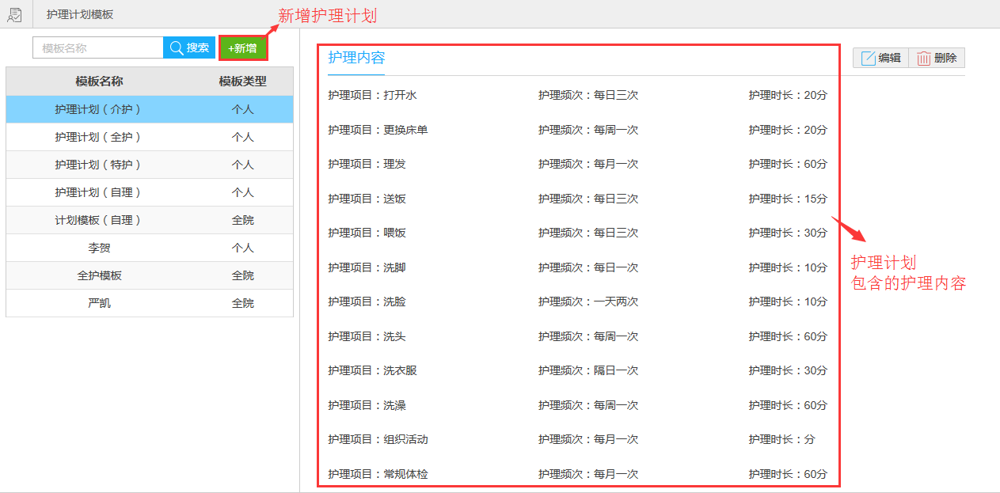 护理计划模板
新增护理计划
模板名称 搜索 +新增
模板名称 模板类型
护理计划（介护） 个人
护理计划（全护） 个人
护理计划（特护） 个人
护理计划（自理） 个人
计划模板（自理） 全院
李贺 个人
全护模板 全院
严凯 全院
护理内容
编辑 删除
护理项目：打开水 护理频次：每日三次 护理时长：20分
护理项目：更换床单 护理频次：每周一次 护理时长：20分
护理项目：理发 护理频次：每月一次 护理时长：60分
护理项目：送饭 护理频次：每日三次 护理时长：15分
护理项目：喂饭 护理频次：每日三次 护理时长：30分
护理项目：洗脚 护理频次：每日一次 护理时长：10分
护理项目：洗脸 护理频次：一天两次 护理时长：10分
护理项目：洗头 护理频次：每周一次 护理时长：60分
护理项目：洗衣服 护理频次：隔日一次 护理时长：30分
护理项目：洗澡 护理频次：每周一次 护理时长：60分
护理项目：组织活动 护理频次：每月一次 护理时长：分
护理项目：常规体检 护理频次：每月一次 护理时长：60分
护理计划
包含的护理内容